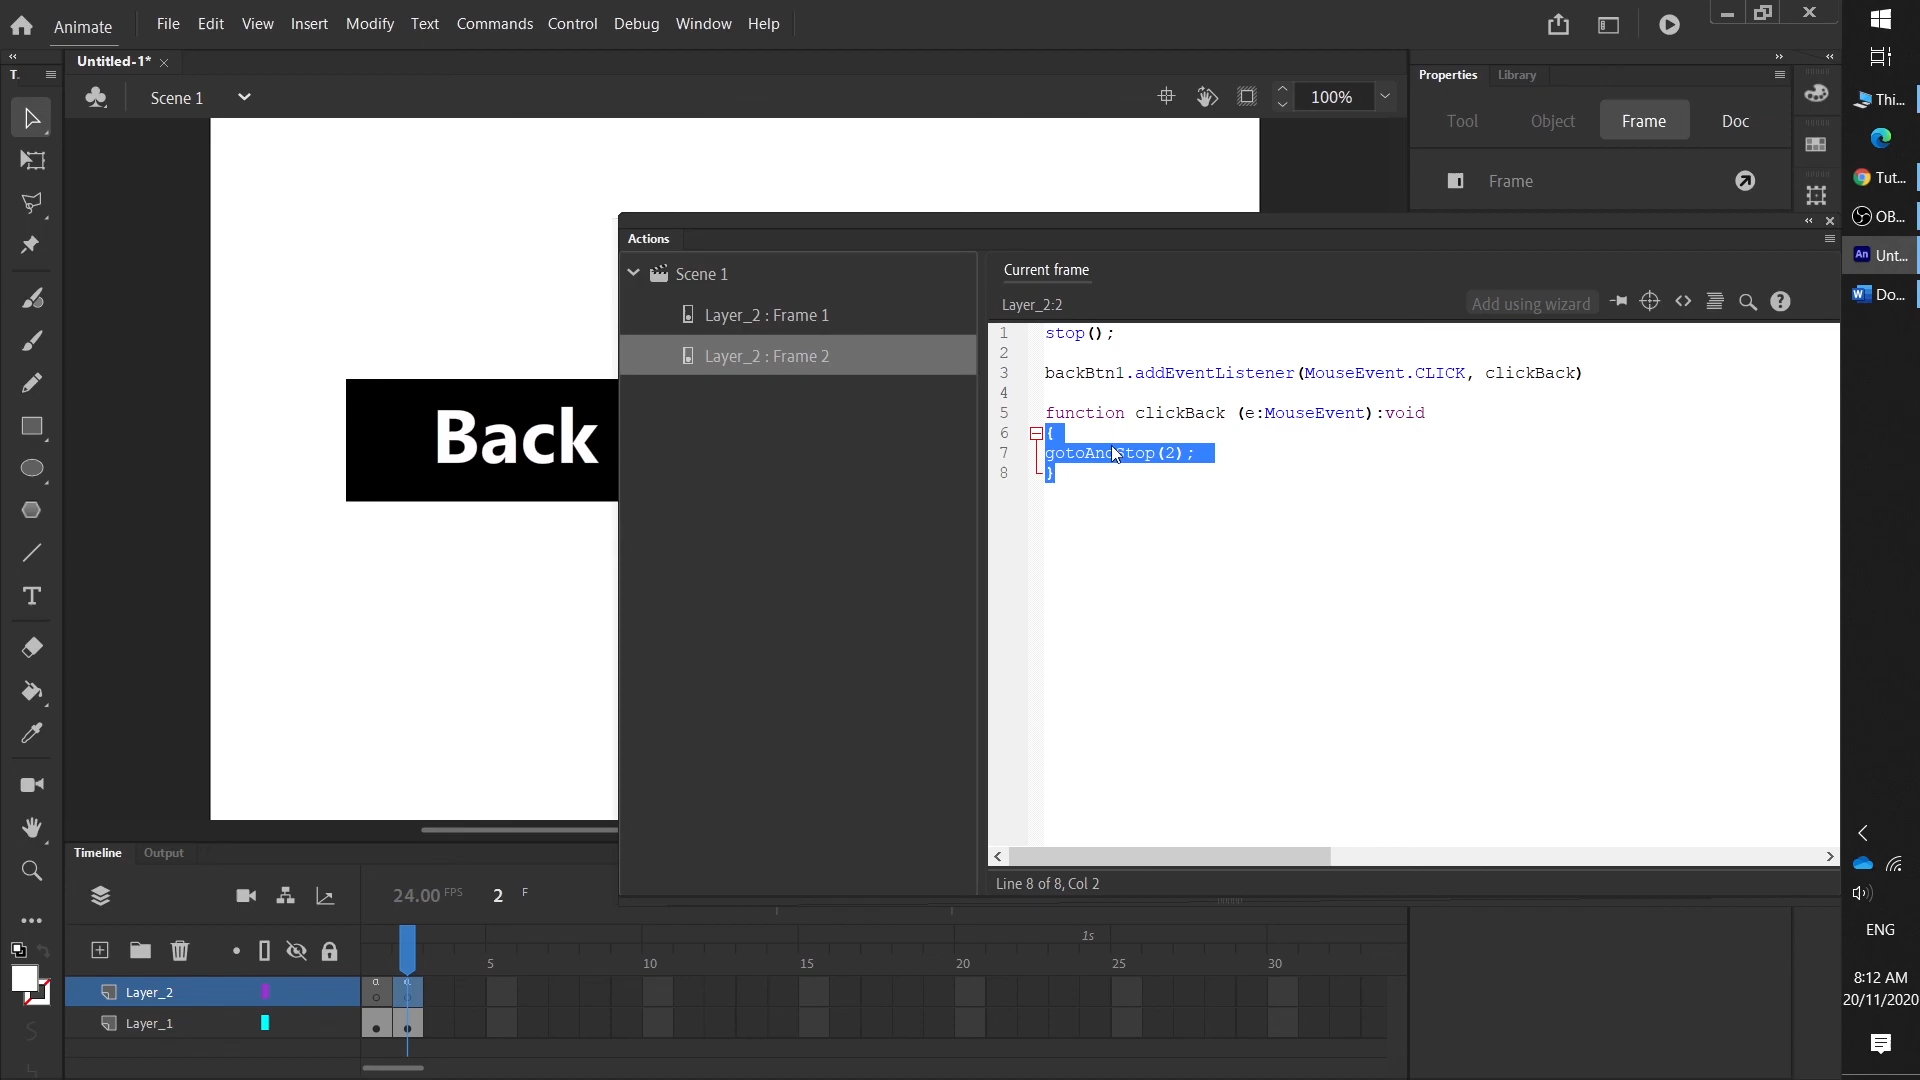 Animate
File Edit View Insert Modify Text Commands Control Debug Window Help
Untitled-1*
T.
Scene 1
100%
Properties Library
Tool Object Frame Doc
Frame
Thi...
Tut...
OB...
An Unt...
Do...
Actions
Scene 1
Layer_2 : Frame 1
Layer_2 : Frame 2
Current frame
Layer_2:2
Add using wizard
1 stop();
2
3 backBtn1.addEventListener(MouseEvent.CLICK, clickBack)
4
5 function clickBack (e:MouseEvent):void
6 {
7 gotoAndStop(2);
8 }
Back
Line 8 of 8, Col 2
Timeline Output
24.00 FPS 2 F
1s
5 10 15 20 25 30
Layer_2
Layer_1
ENG
8:12 AM
20/11/2020